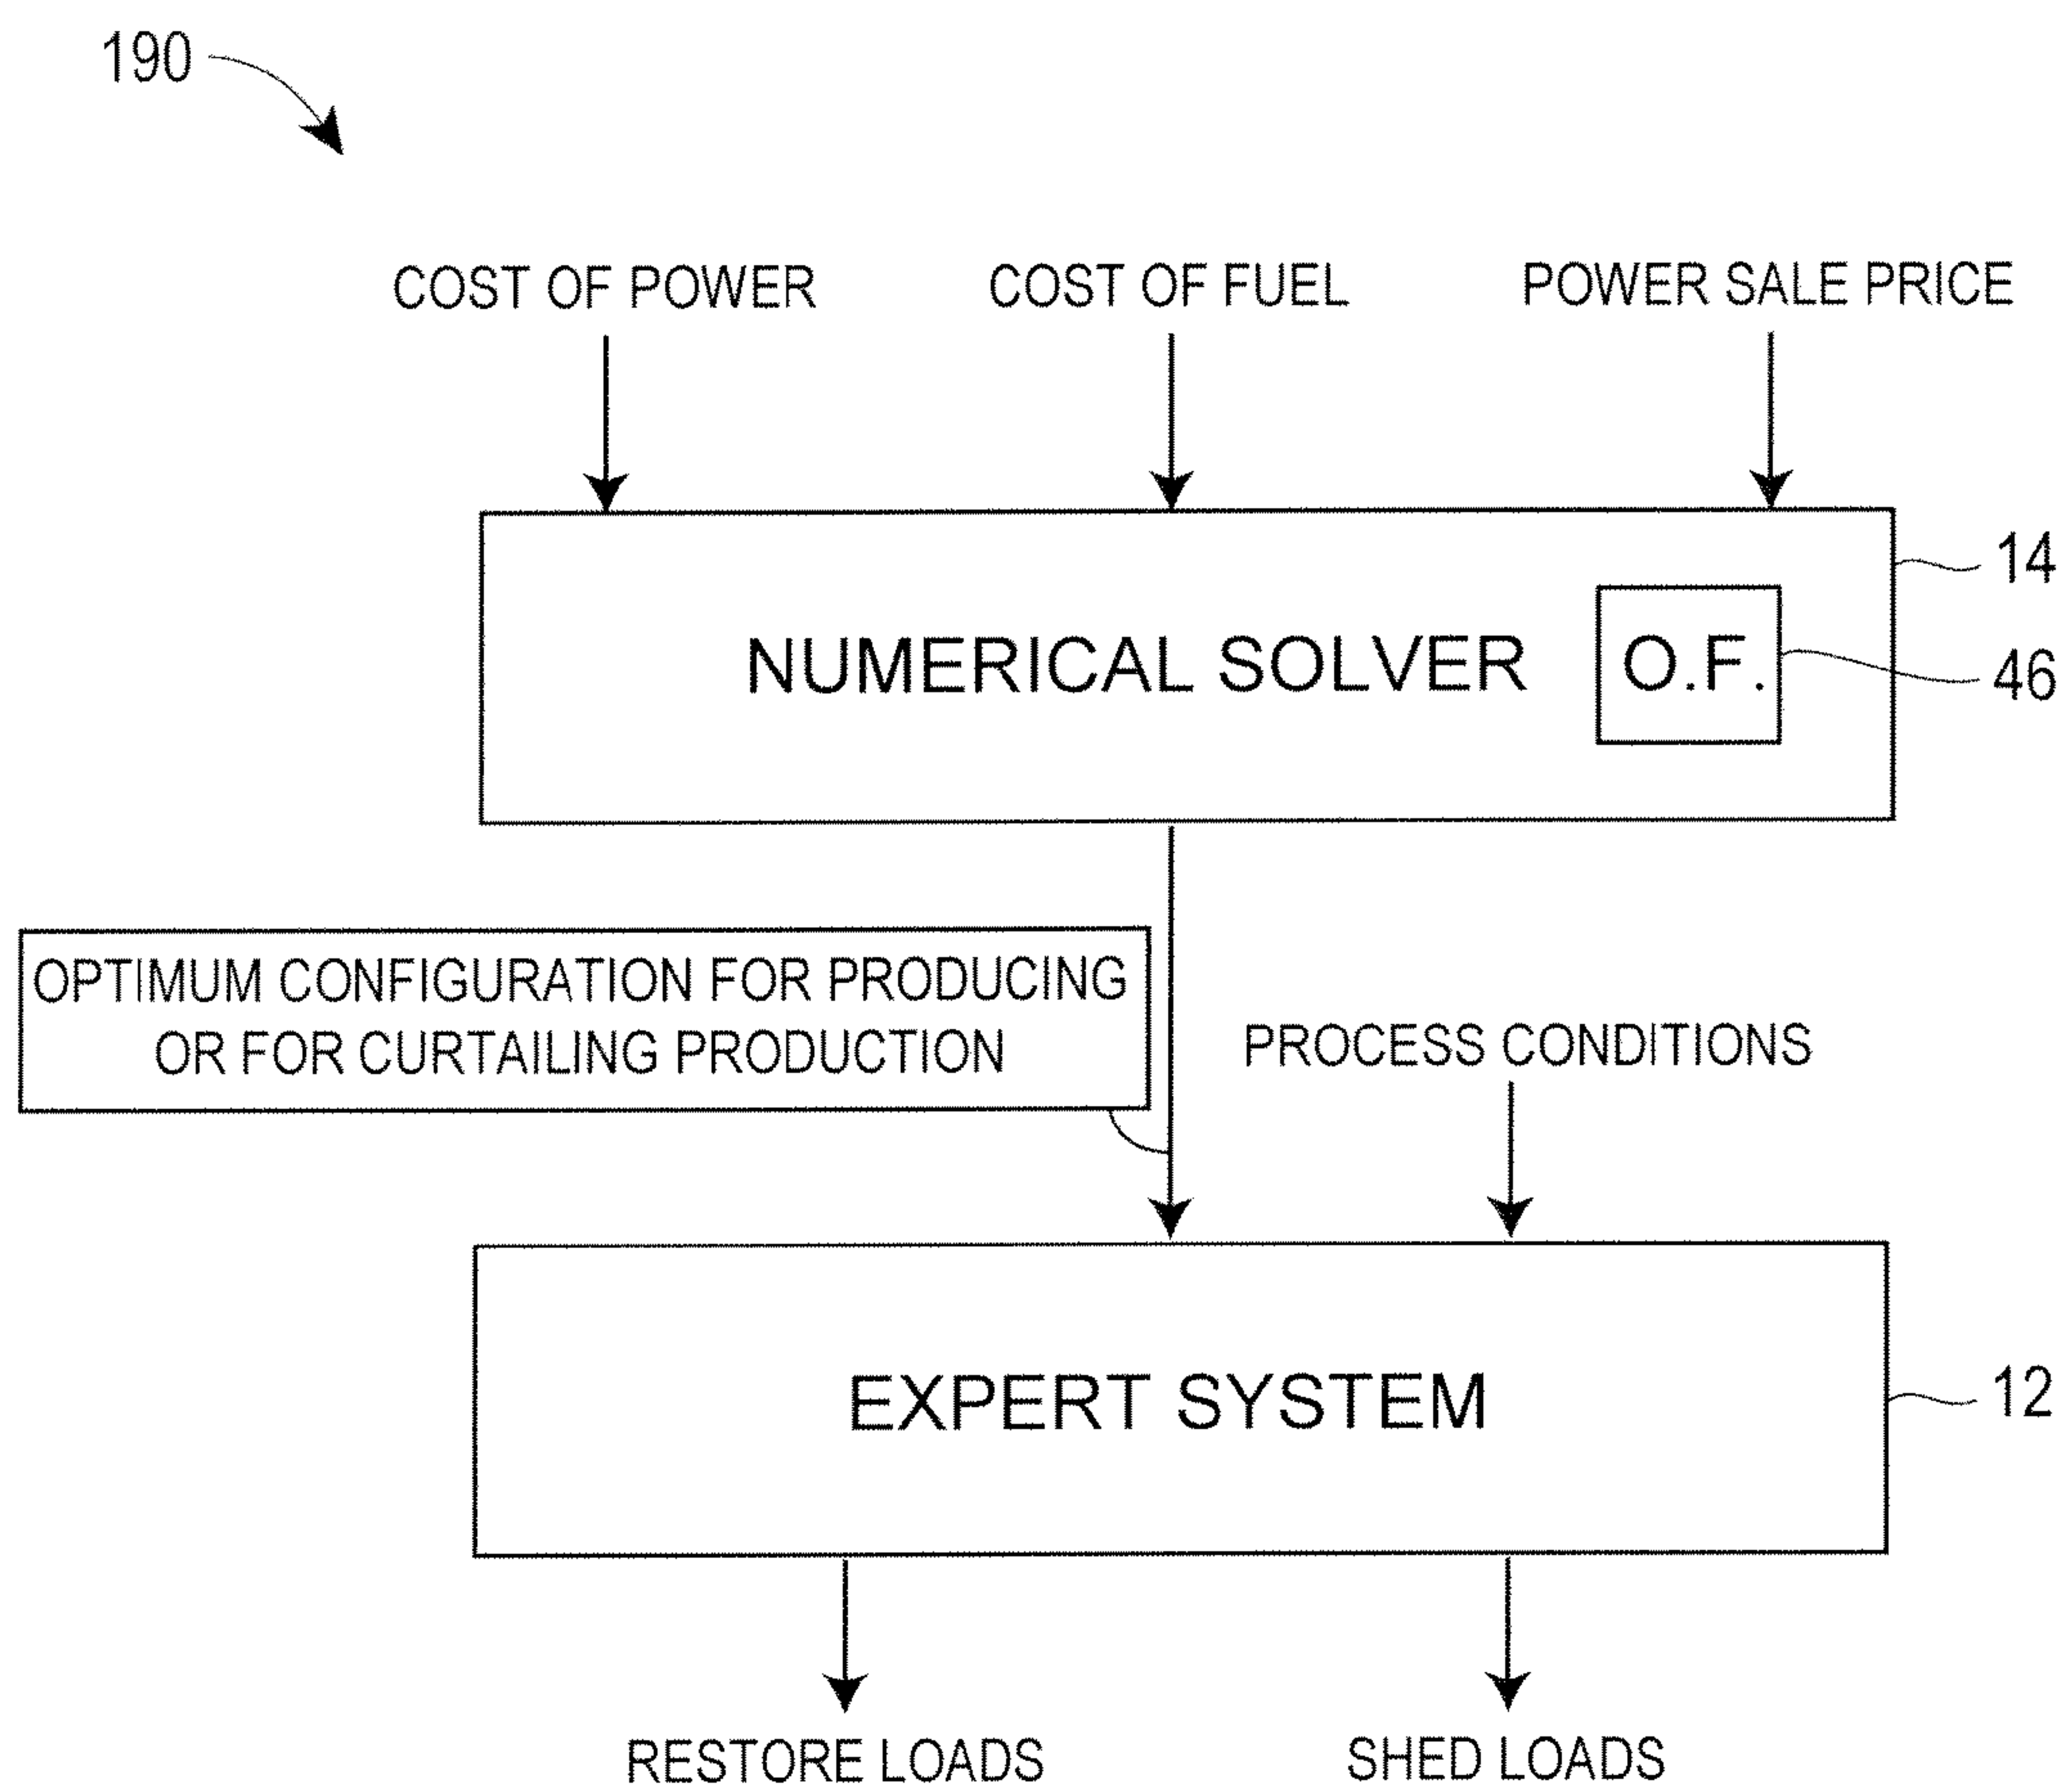 190
COST OF POWER
COST OF FUEL
POWER SALE PRICE
14
NUMERICAL SOLVER
O.F.
46
OPTIMUM CONFIGURATION FOR PRODUCING
OR FOR CURTAILING PRODUCTION
PROCESS CONDITIONS
EXPERT SYSTEM
12
RESTORE LOADS
SHED LOADS